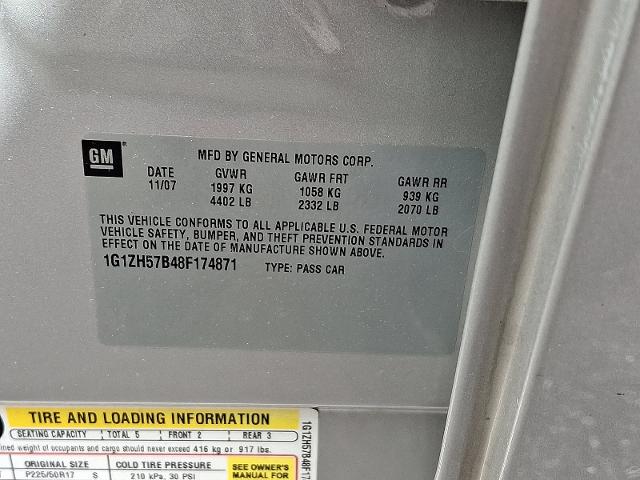 GM
MFD BY GENERAL MOTORS CORP.
DATE GVWR GAWR FRT GAWR RR
11/07 1997 KG 1058 KG 939 KG
4402 LB 2332 LB 2070 LB
THIS VEHICLE CONFORMS TO ALL APPLICABLE U.S. FEDERAL MOTOR
VEHICLE SAFETY, BUMPER, AND THEFT PREVENTION STANDARDS IN
EFFECT ON THE DATE OF MANUFACTURE SHOWN ABOVE.
1G1ZH57B48F174871 TYPE: PASS CAR
TIRE AND LOADING INFORMATION
SEATING CAPACITY TOTAL 5 FRONT 2 REAR 3
weight of occupants and cargo should never exceed 416 kg or 917 lbs.
ORIGINAL SIZE COLD TIRE PRESSURE SEE OWNER'S
P225/50R17 S 210 kPa, 30 PSI MANUAL FOR
1G1ZH57B48F17